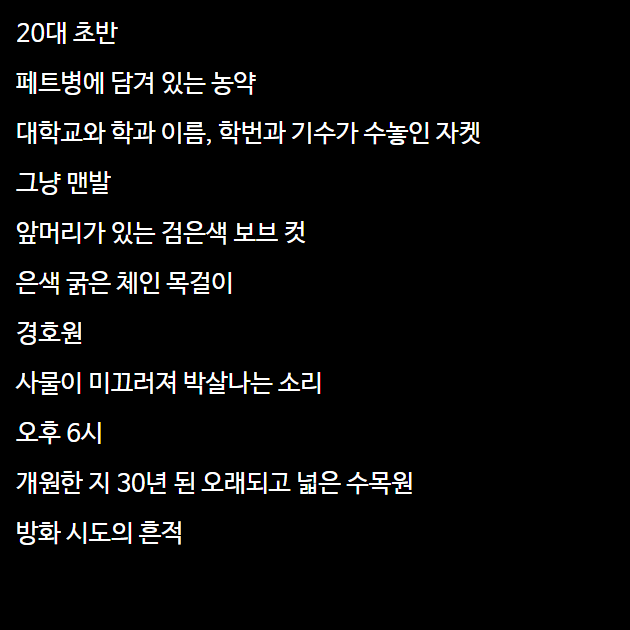 20대 초반
페트병에 담겨 있는 농약
대학교와 학과 이름, 학번과 기수가 수놓인 자켓
그냥 맨발
앞머리가 있는 검은색 보브 컷
은색 굵은 체인 목걸이
경호원
사물이 미끄러져 박살나는 소리
오후 6시
개원한 지 30년 된 오래되고 넓은 수목원
방화 시도의 흔적